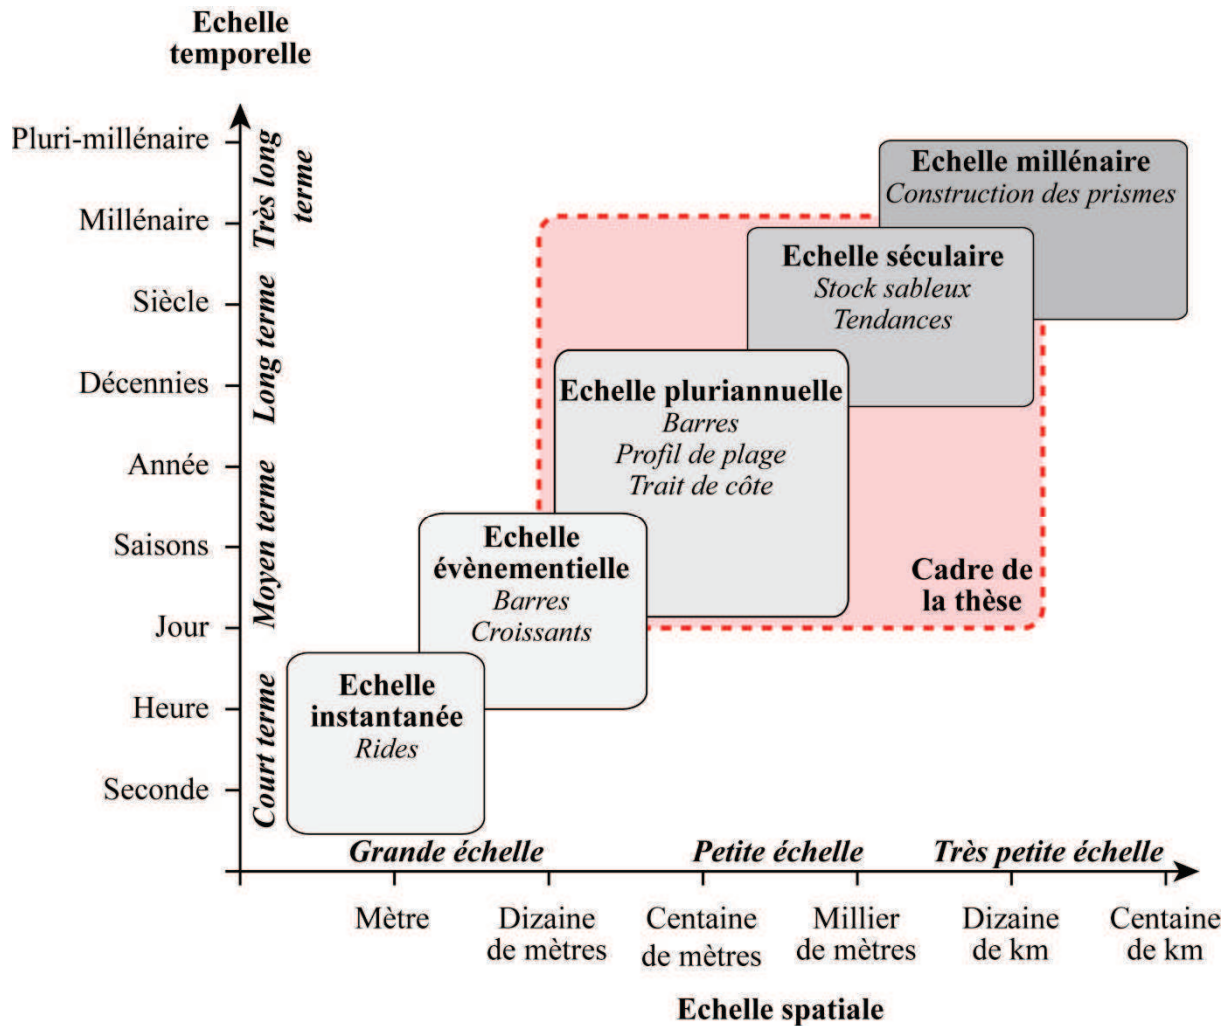 Echelle
temporelle
Pluri-millénaire
Millénaire
Siècle
Décennies
Année
Saisons
Jour
Heure
Seconde
Très long
terme
Long terme
Moyen terme
Court terme
Echelle millénaire
Construction des prismes
Echelle séculaire
Stock sableux
Tendances
Echelle pluriannuelle
Barres
Profil de plage
Trait de côte
Echelle
évènementielle
Barres
Croissants
Cadre de
la thèse
Echelle
instantanée
Rides
Grande échelle
Petite échelle
Très petite échelle
Mètre
Dizaine
de mètres
Centaine
de mètres
Millier
de mètres
Dizaine
de km
Centaine
de km
Echelle spatiale